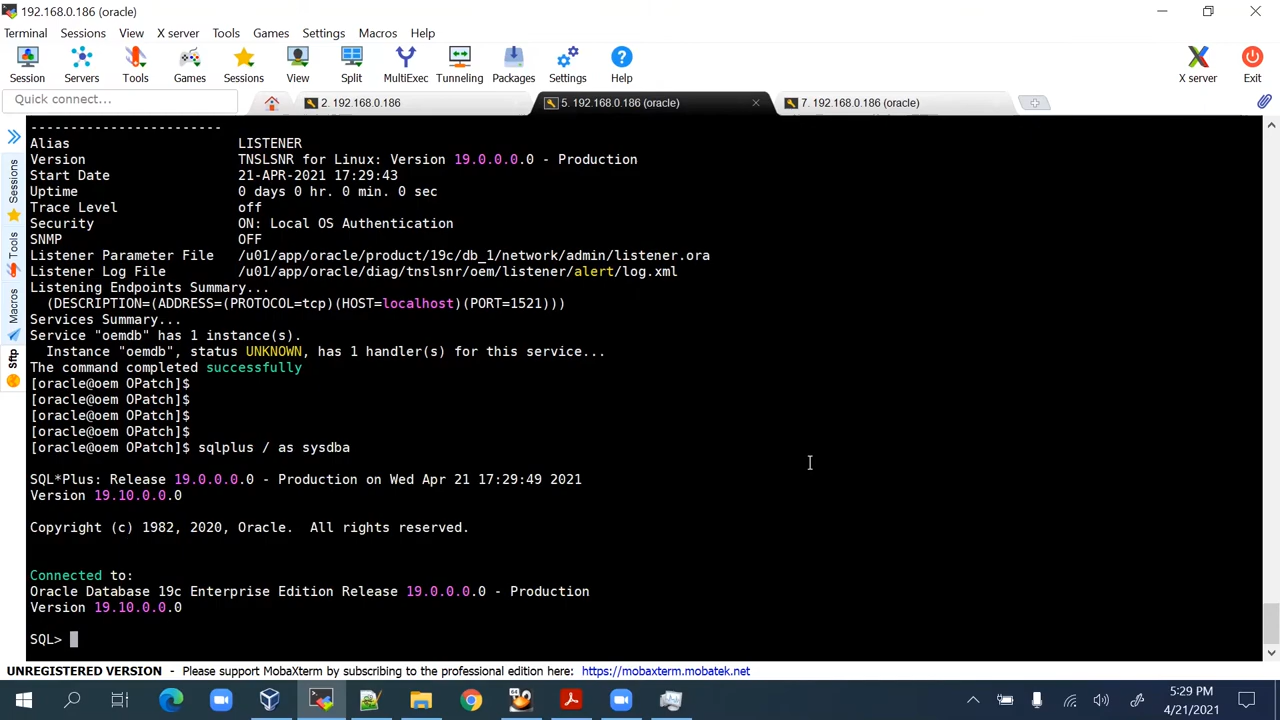 192.168.0.186 (oracle)
Terminal Sessions View X server Tools Games Settings Macros Help
Session Servers Tools Games Sessions View Split MultiExec Tunneling Packages Settings Help X server Exit
Quick connect...
2. 192.168.0.186
5. 192.168.0.186 (oracle)
7. 192.168.0.186 (oracle)
Sessions
Tools
Macros
Sftp
------------------------
Alias LISTENER
Version TNSLSNR for Linux: Version 19.0.0.0.0 - Production
Start Date 21-APR-2021 17:29:43
Uptime 0 days 0 hr. 0 min. 0 sec
Trace Level off
Security ON: Local OS Authentication
SNMP OFF
Listener Parameter File /u01/app/oracle/product/19c/db_1/network/admin/listener.ora
Listener Log File /u01/app/oracle/diag/tnslsnr/oem/listener/alert/log.xml
Listening Endpoints Summary...
(DESCRIPTION=(ADDRESS=(PROTOCOL=tcp)(HOST=localhost)(PORT=1521)))
Services Summary...
Service "oemdb" has 1 instance(s).
Instance "oemdb", status UNKNOWN, has 1 handler(s) for this service...
The command completed successfully
[oracle@oem OPatch]$
[oracle@oem OPatch]$
[oracle@oem OPatch]$
[oracle@oem OPatch]$
[oracle@oem OPatch]$ sqlplus / as sysdba
SQL*Plus: Release 19.0.0.0.0 - Production on Wed Apr 21 17:29:49 2021
Version 19.10.0.0.0
Copyright (c) 1982, 2020, Oracle. All rights reserved.
Connected to:
Oracle Database 19c Enterprise Edition Release 19.0.0.0.0 - Production
Version 19.10.0.0.0
SQL>
UNREGISTERED VERSION - Please support MobaXterm by subscribing to the professional edition here: https://mobaxterm.mobatek.net
5:29 PM
4/21/2021